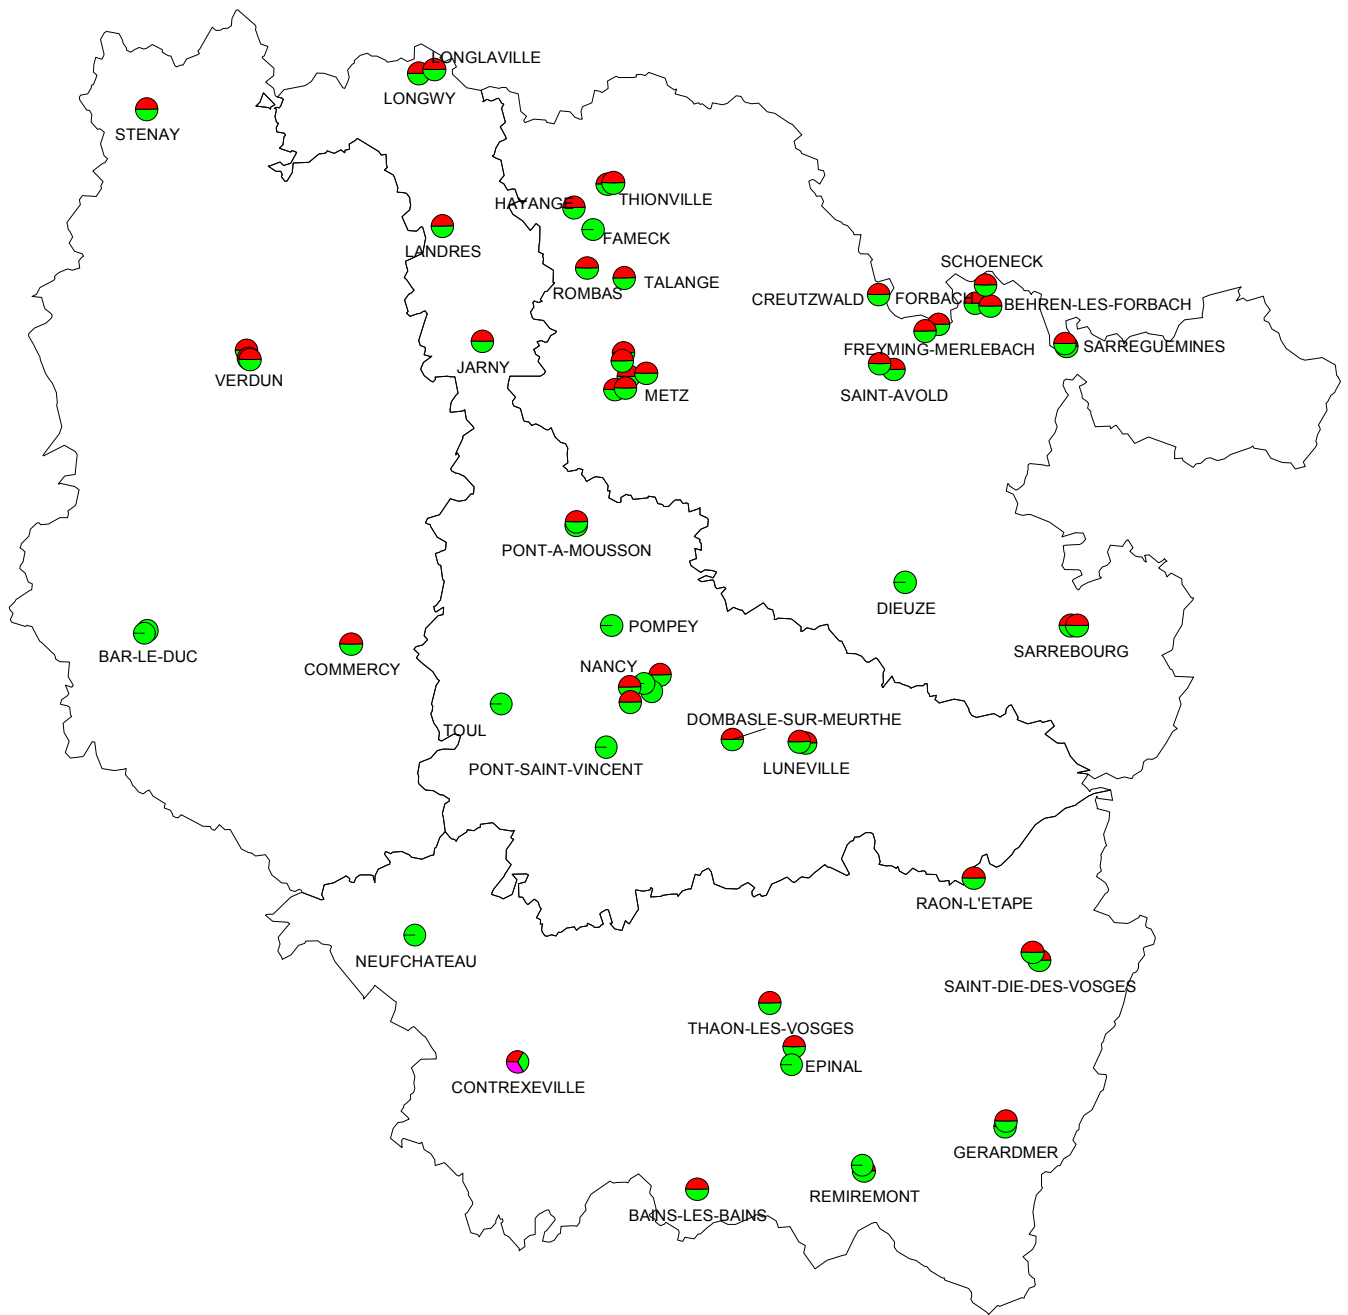 LONGLAVILLE
LONGWY
STENAY
HAYANGE
THIONVILLE
FAMECK
LANDRES
SCHOENECK
ROMBAS
TALANGE
CREUTZWALD
FORBACH
BEHREN-LES-FORBACH
FREYMING-MERLEBACH
SARREGUEMINES
VERDUN
JARNY
METZ
SAINT-AVOLD
PONT-A-MOUSSON
DIEUZE
POMPEY
BAR-LE-DUC
COMMERCY
NANCY
SARREBOURG
DOMBASLE-SUR-MEURTHE
TOUL
PONT-SAINT-VINCENT
LUNEVILLE
RAON-L'ETAPE
NEUFCHATEAU
SAINT-DIE-DES-VOSGES
THAON-LES-VOSGES
EPINAL
CONTREXEVILLE
GERARDMER
REMIREMONT
BAINS-LES-BAINS